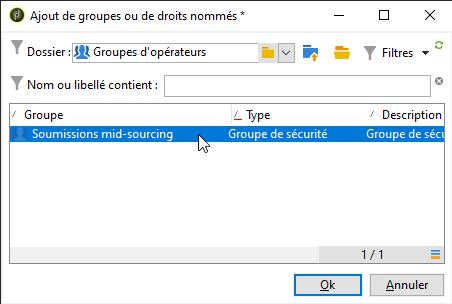 Ajout de groupes ou de droits nommés *
Dossier : Groupes d'opérateurs Filtres
Nom ou libellé contient :
Groupe Type Description
Soumissions mid-sourcing Groupe de sécurité Groupe de sécu
1 / 1
Ok Annuler